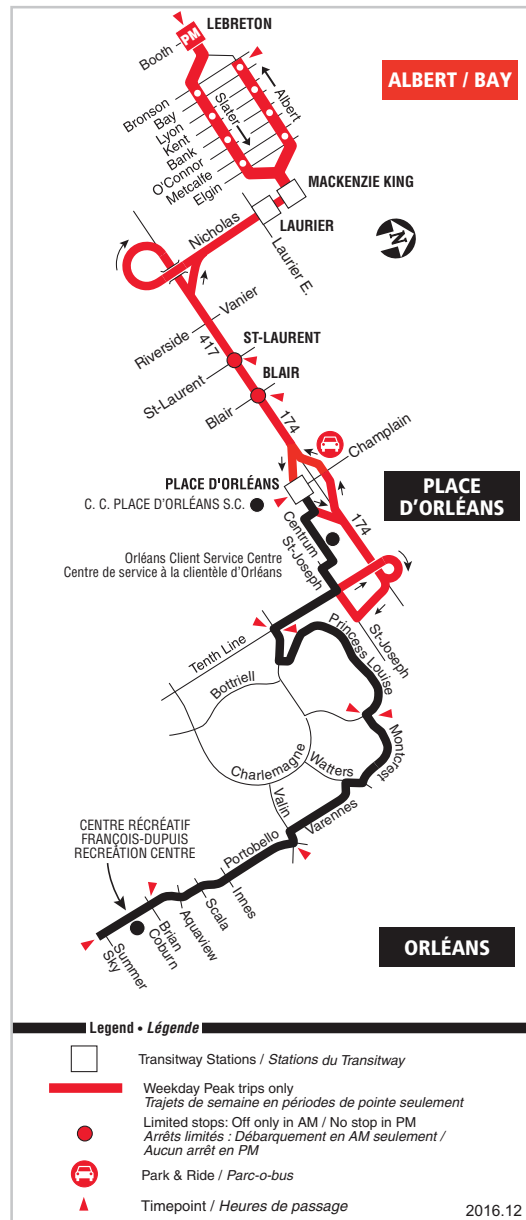 LEBRETON
PM
Booth
ALBERT / BAY
Bronson
Bay
Lyon
Kent
Bank
O'Connor
Metcalfe
Elgin
Slater
Albert
MACKENZIE KING
LAURIER
Nicholas
Laurier E.
N
Vanier
Riverside
417
ST-LAURENT
St-Laurent
BLAIR
Blair
174
Champlain
PLACE D'ORLÉANS
C. C. PLACE D'ORLÉANS S.C.
PLACE
D'ORLÉANS
174
Centrum
St-Joseph
Orléans Client Service Centre
Centre de service à la clientèle d'Orléans
St-Joseph
Tenth Line
Princess Louise
Bottriell
Montcrest
Charlemagne
Watters
Valin
Varennes
CENTRE RÉCRÉATIF
FRANÇOIS-DUPUIS
RECREATION CENTRE
Portobello
Innes
Scala
Aquaview
Brian
Coburn
Summer
Sky
ORLÉANS
Legend • Légende
Transitway Stations / Stations du Transitway
Weekday Peak trips only
Trajets de semaine en périodes de pointe seulement
Limited stops: Off only in AM / No stop in PM
Arrêts limités : Débarquement en AM seulement /
Aucun arrêt en PM
Park & Ride / Parc-o-bus
Timepoint / Heures de passage
2016.12